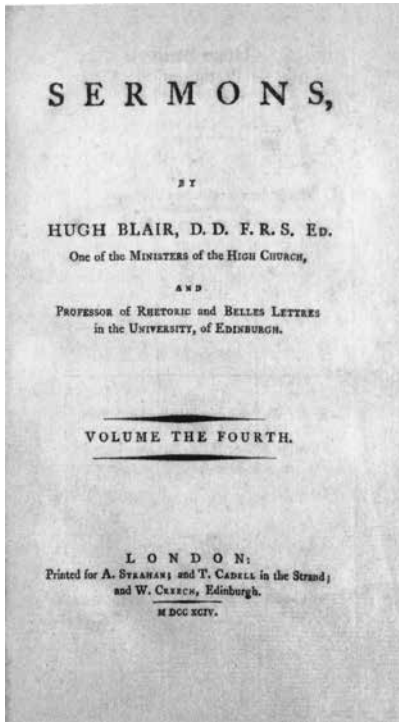 SERMONS,
BY
HUGH BLAIR, D. D. F. R. S. ED.
One of the MINISTERS of the HIGH CHURCH,
AND
PROFESSOR of RHETORIC and BELLES LETTRES
in the UNIVERSITY, of EDINBURGH.
VOLUME THE FOURTH.
LONDON:
Printed for A. STRAHAN; and T. CADELL in the Strand;
and W. CREECH, Edinburgh.
M DCC XCIV.